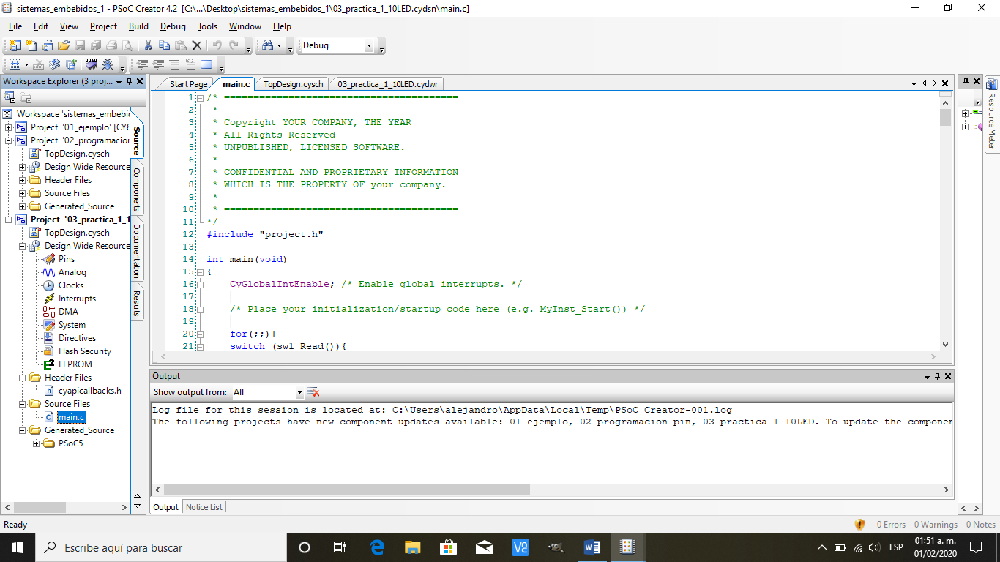 sistemas_embebidos_1 - PSoC Creator 4.2 [C:\...\Desktop\sistemas_embebidos_1\03_practica_1_10LED.cydsn\main.c]
File Edit View Project Build Debug Tools Window Help
Debug
Workspace Explorer (3 proj...
Workspace 'sistemas_embebid
Project '01_ejemplo' [CY8
Project '02_programacion
TopDesign.cysch
Design Wide Resource
Header Files
Source Files
Generated_Source
Project '03_practica_1_1
TopDesign.cysch
Design Wide Resource
Pins
Analog
Clocks
Interrupts
DMA
System
Directives
Flash Security
EEPROM
Header Files
cyapicallbacks.h
Source Files
main.c
Generated_Source
PSoC5
Source
Components
Documentation
Results
Start Page main.c TopDesign.cysch 03_practica_1_10LED.cydwr
1 /* ========================================
2 *
3 * Copyright YOUR COMPANY, THE YEAR
4 * All Rights Reserved
5 * UNPUBLISHED, LICENSED SOFTWARE.
6 *
7 * CONFIDENTIAL AND PROPRIETARY INFORMATION
8 * WHICH IS THE PROPERTY OF your company.
9 *
10 * ========================================
11 */
12 #include "project.h"
13
14 int main(void)
15 {
16 CyGlobalIntEnable; /* Enable global interrupts. */
17
18 /* Place your initialization/startup code here (e.g. MyInst_Start()) */
19
20 for(;;){
21 switch (sw1_Read()){
Resource Meter
Output
Show output from: All
Log file for this session is located at: C:\Users\alejandro\AppData\Local\Temp\PSoC Creator-001.log
The following projects have new component updates available: 01_ejemplo, 02_programacion_pin, 03_practica_1_10LED. To update the componen
Output Notice List
Ready
0 Errors 0 Warnings 0 Notes
Escribe aquí para buscar
ESP
01:51 a. m.
01/02/2020